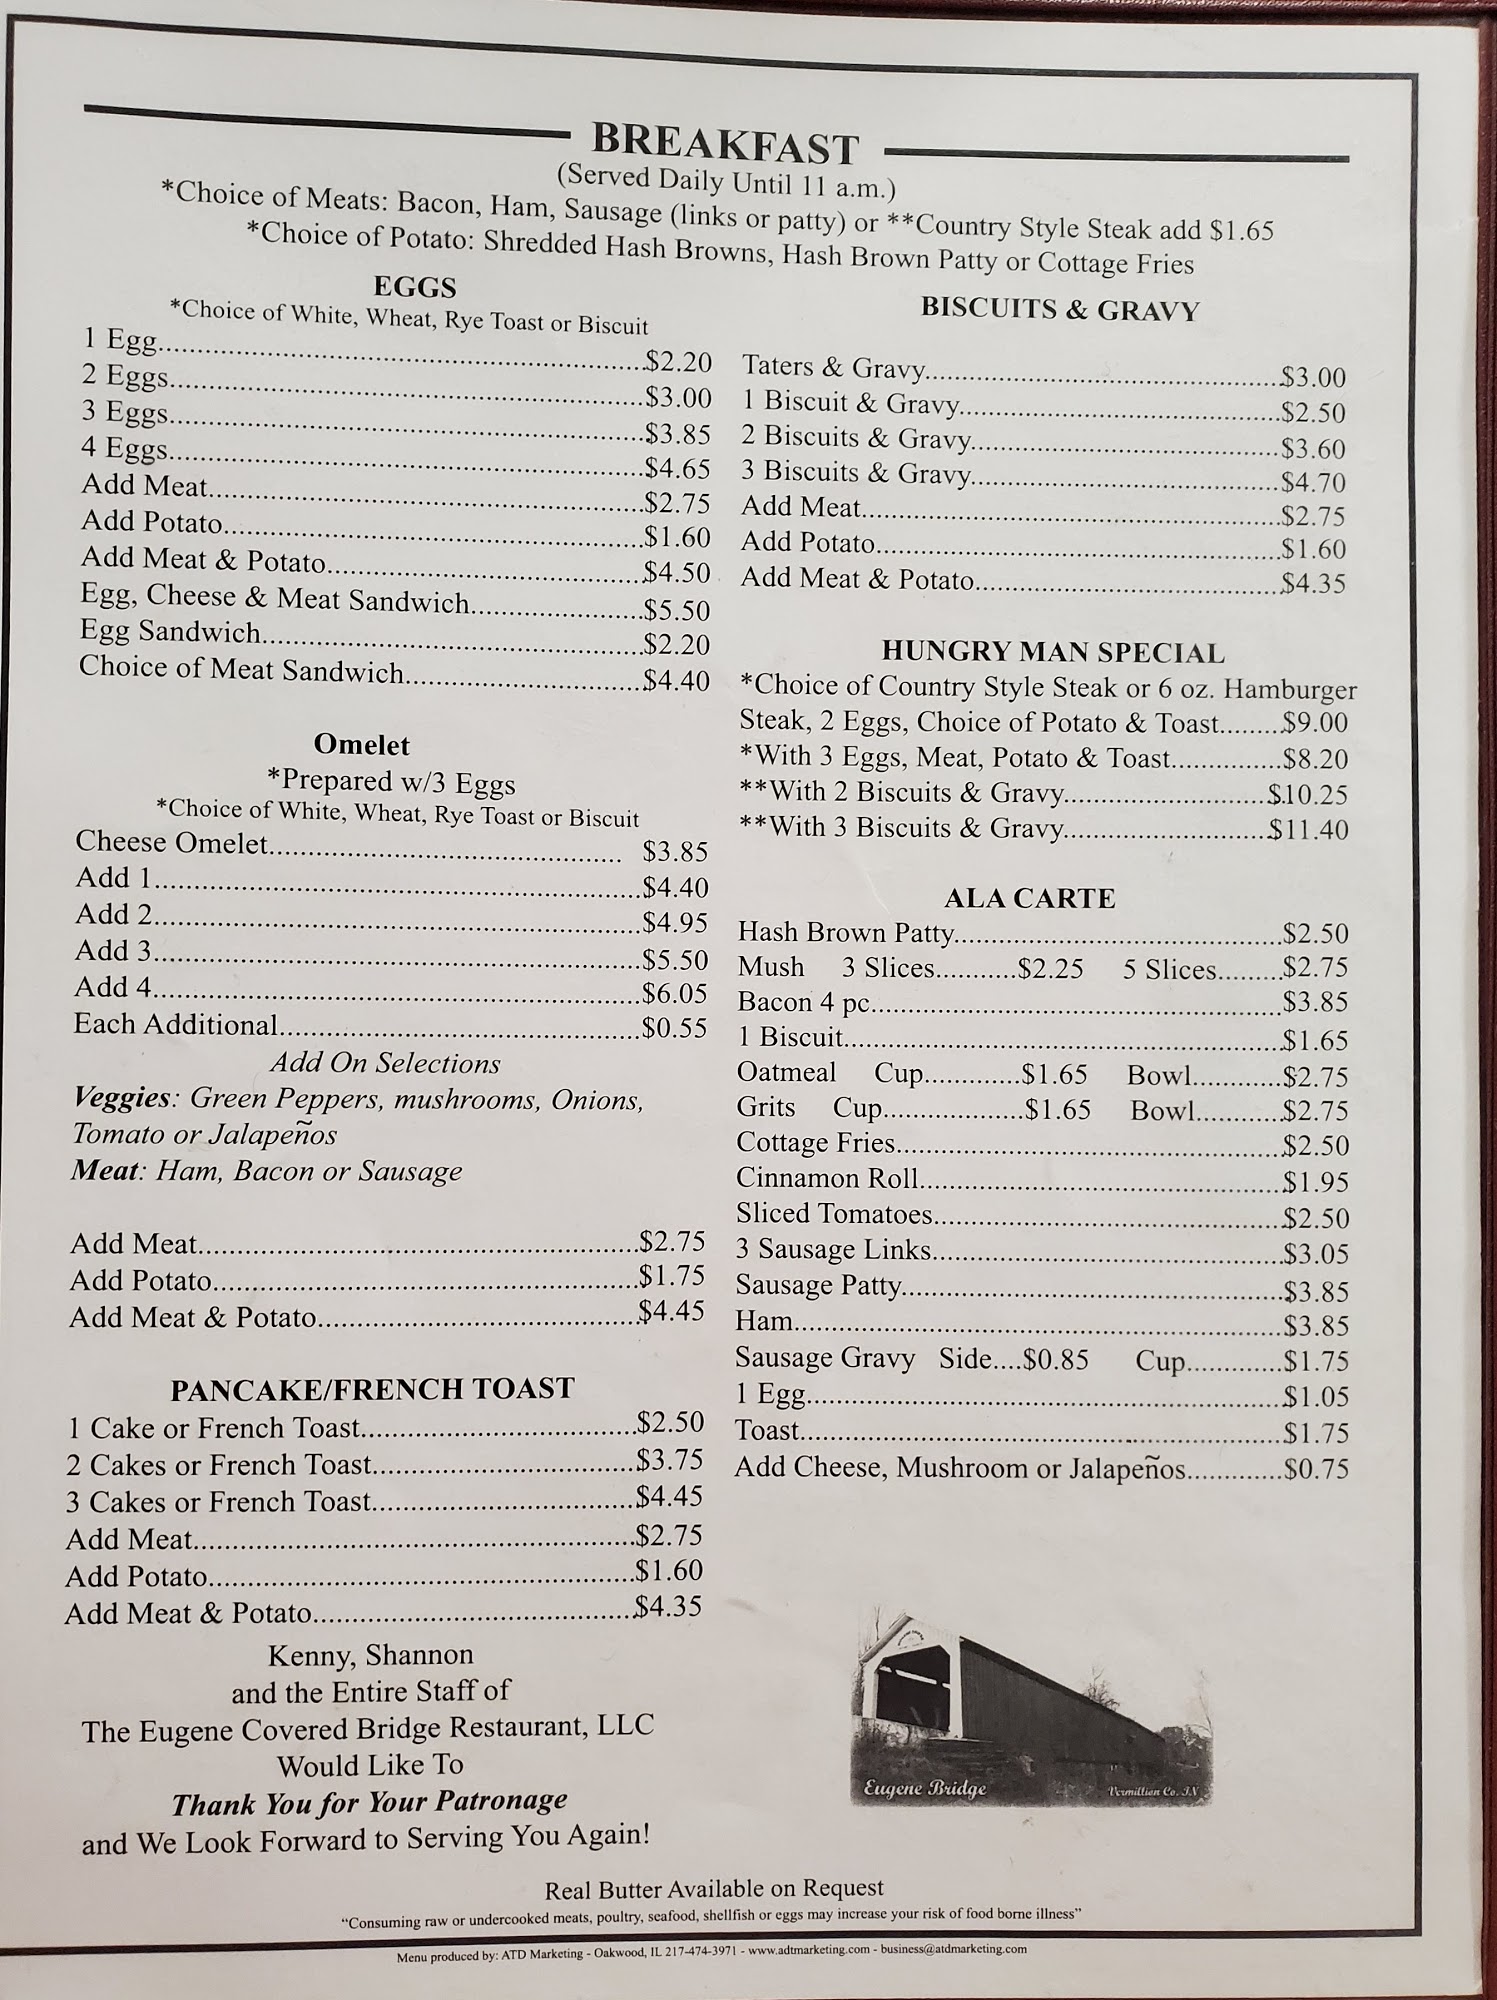 BREAKFAST
(Served Daily Until 11 a.m.)
*Choice of Meats: Bacon, Ham, Sausage (links or patty) or **Country Style Steak add $1.65
*Choice of Potato: Shredded Hash Browns, Hash Brown Patty or Cottage Fries
EGGS
*Choice of White, Wheat, Rye Toast or Biscuit
1 Egg $2.20
2 Eggs $3.00
3 Eggs $3.85
4 Eggs $4.65
Add Meat $2.75
Add Potato $1.60
Add Meat & Potato $4.50
Egg, Cheese & Meat Sandwich $5.50
Egg Sandwich $2.20
Choice of Meat Sandwich $4.40
Omelet
*Prepared w/3 Eggs
*Choice of White, Wheat, Rye Toast or Biscuit
Cheese Omelet $3.85
Add 1 $4.40
Add 2 $4.95
Add 3 $5.50
Add 4 $6.05
Each Additional $0.55
Add On Selections
Veggies: Green Peppers, mushrooms, Onions,
Tomato or Jalapeños
Meat: Ham, Bacon or Sausage
Add Meat $2.75
Add Potato $1.75
Add Meat & Potato $4.45
PANCAKE/FRENCH TOAST
1 Cake or French Toast $2.50
2 Cakes or French Toast $3.75
3 Cakes or French Toast $4.45
Add Meat $2.75
Add Potato $1.60
Add Meat & Potato $4.35
Kenny, Shannon
and the Entire Staff of
The Eugene Covered Bridge Restaurant, LLC
Would Like To
Thank You for Your Patronage
and We Look Forward to Serving You Again!
BISCUITS & GRAVY
Taters & Gravy $3.00
1 Biscuit & Gravy $2.50
2 Biscuits & Gravy $3.60
3 Biscuits & Gravy $4.70
Add Meat $2.75
Add Potato $1.60
Add Meat & Potato $4.35
HUNGRY MAN SPECIAL
*Choice of Country Style Steak or 6 oz. Hamburger
Steak, 2 Eggs, Choice of Potato & Toast $9.00
*With 3 Eggs, Meat, Potato & Toast $8.20
**With 2 Biscuits & Gravy $10.25
**With 3 Biscuits & Gravy $11.40
ALA CARTE
Hash Brown Patty $2.50
Mush 3 Slices $2.25 5 Slices $2.75
Bacon 4 pc $3.85
1 Biscuit $1.65
Oatmeal Cup $1.65 Bowl $2.75
Grits Cup $1.65 Bowl $2.75
Cottage Fries $2.50
Cinnamon Roll $1.95
Sliced Tomatoes $2.50
3 Sausage Links $3.05
Sausage Patty $3.85
Ham $3.85
Sausage Gravy Side $0.85 Cup $1.75
1 Egg $1.05
Toast $1.75
Add Cheese, Mushroom or Jalapeños $0.75
Eugene Bridge Vermillion Co. IN
Real Butter Available on Request
"Consuming raw or undercooked meats, poultry, seafood, shellfish or eggs may increase your risk of food borne illness"
Menu produced by: ATD Marketing - Oakwood, IL 217-474-3971 - www.adtmarketing.com - business@atdmarketing.com